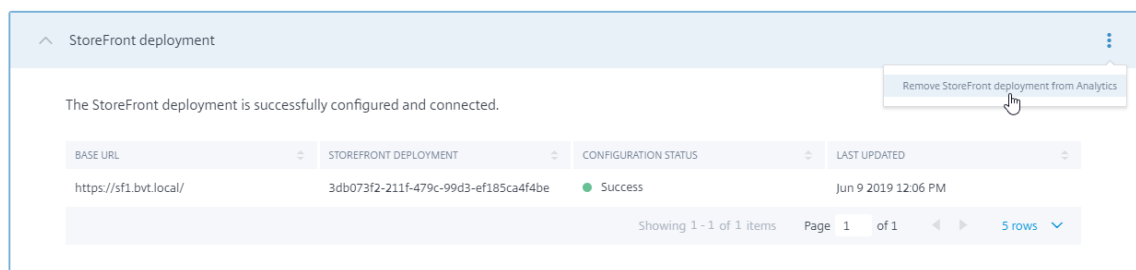 StoreFront deployment
Remove StoreFront deployment from Analytics
The StoreFront deployment is successfully configured and connected.
BASE URL STOREFRONT DEPLOYMENT CONFIGURATION STATUS LAST UPDATED
https://sf1.bvt.local/ 3db073f2-211f-479c-99d3-ef185ca4f4be Success Jun 9 2019 12:06 PM
Showing 1 - 1 of 1 items Page 1 of 1 5 rows